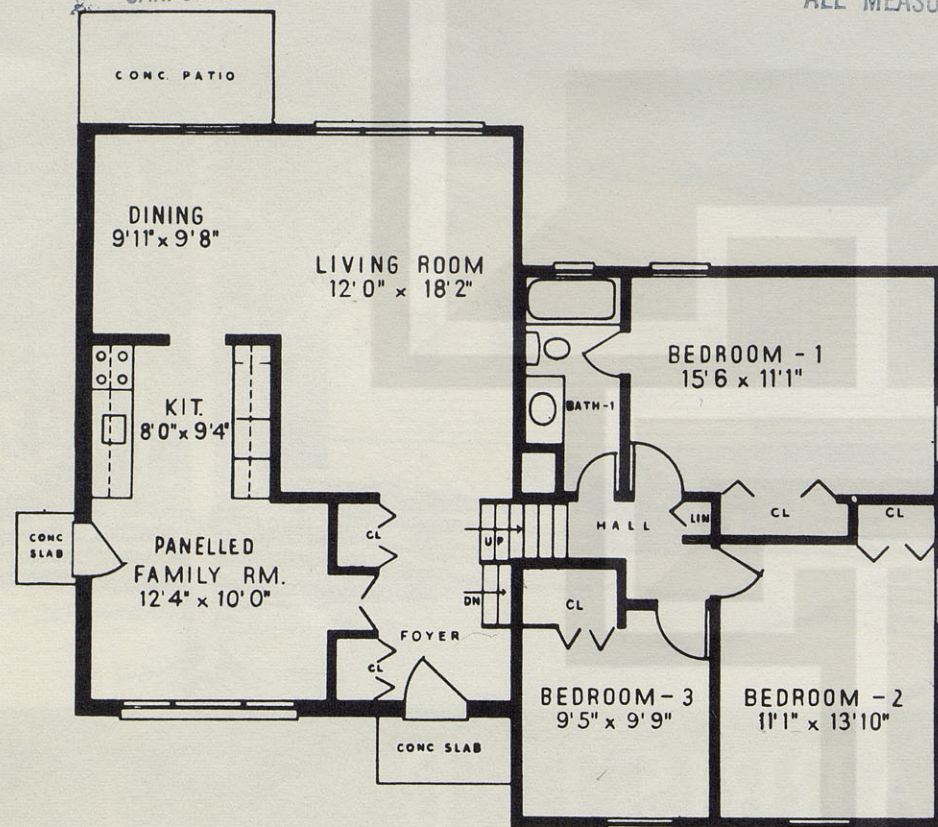 ALL MEASU
CONC. PATIO
DINING
9'11" x 9'8"
LIVING ROOM
12'0" x 18'2"
KIT.
8'0" x 9'4"
BATH-1
BEDROOM - 1
15'6 x 11'1"
CONC
SLAB
PANELLED
FAMILY RM.
12'4" x 10'0"
CL
UP
HALL
LIN
CL
CL
DN
CL
FOYER
CL
CONC SLAB
BEDROOM - 3
9'5" x 9'9"
BEDROOM - 2
11'1" x 13'10"